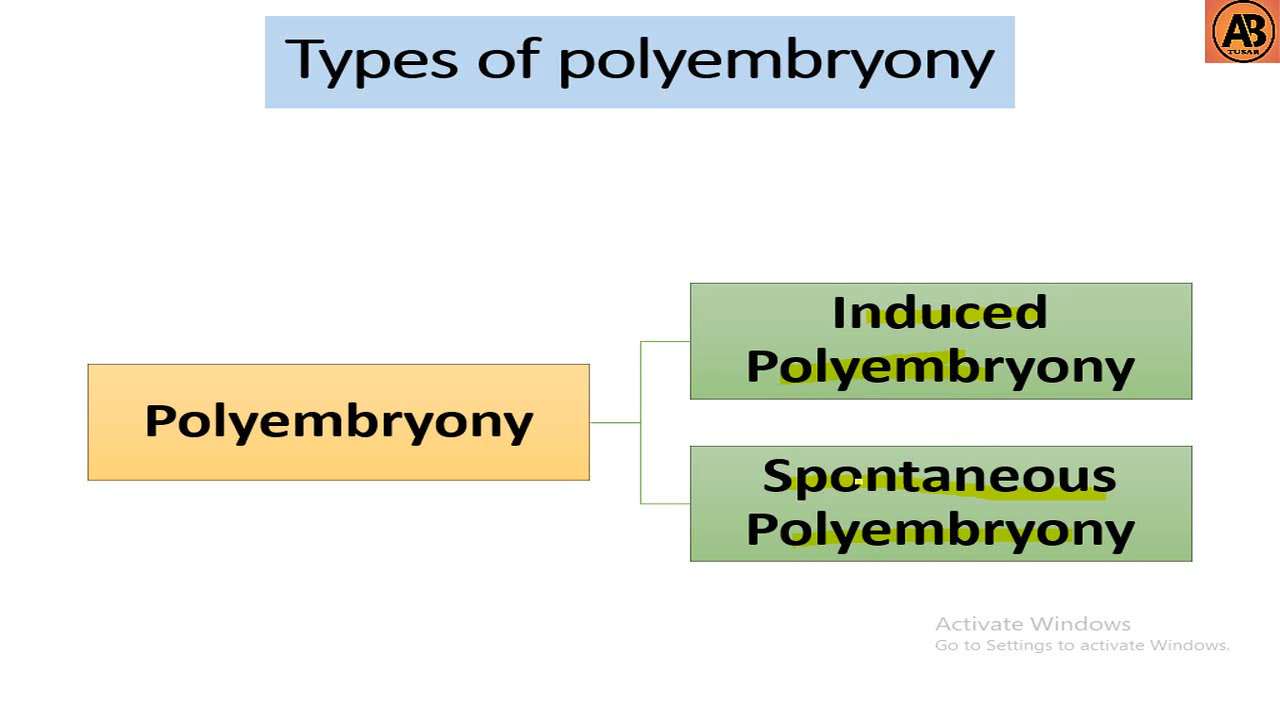 Types of polyembryony
AB
TUSAR
Induced
Polyembryony
Polyembryony
Spontaneous
Polyembryony
Activate Windows
Go to Settings to activate Windows.